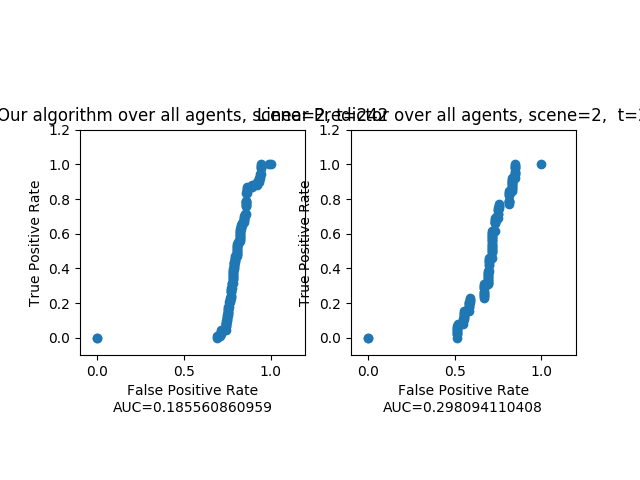 Our algorithm over all agents, scene=2, t=242
Linear Predictor over all agents, scene=2, t=
1.2
1.0
0.8
0.6
0.4
0.2
0.0
True Positive Rate
0.0 0.5 1.0
False Positive Rate
AUC=0.185560860959
1.2
1.0
0.8
0.6
0.4
0.2
0.0
True Positive Rate
0.0 0.5 1.0
False Positive Rate
AUC=0.298094110408